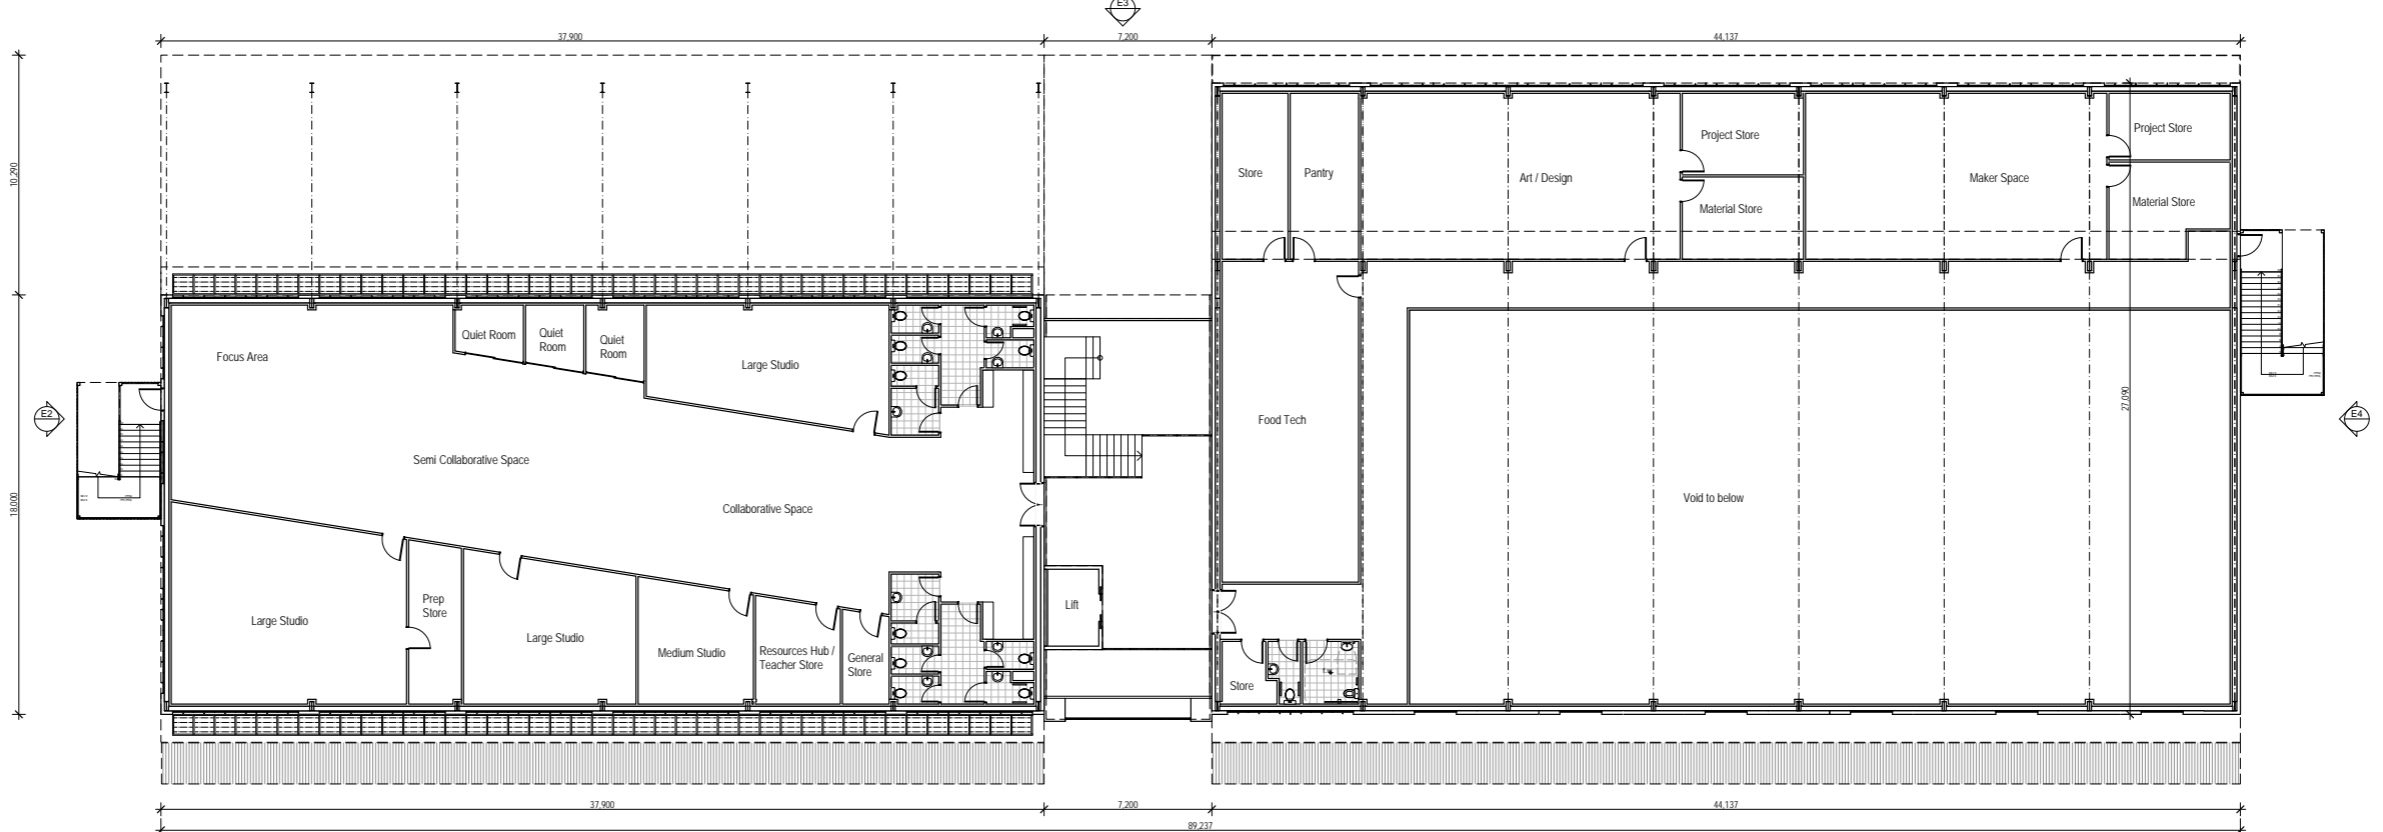 E3
37,900
7,200
44,137
10,290
Store
Pantry
Art / Design
Project Store
Material Store
Maker Space
Project Store
Material Store
Focus Area
Quiet Room
Quiet
Room
Quiet
Room
Large Studio
E2
Semi Collaborative Space
Collaborative Space
Food Tech
27,090
E4
18,000
Void to below
Large Studio
Prep
Store
Large Studio
Medium Studio
Resources Hub /
Teacher Store
General
Store
Lift
Store
37,900
7,200
44,137
89,237